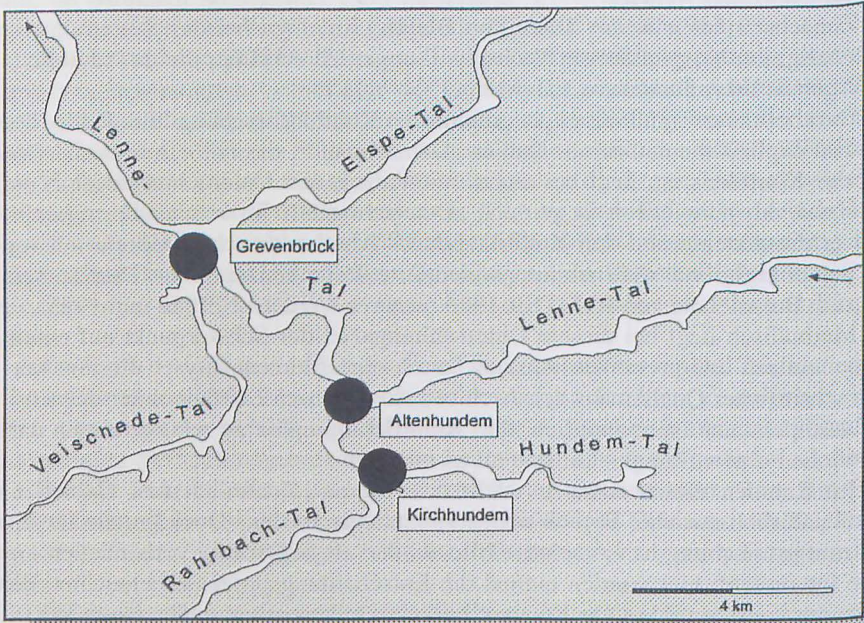 Lenne-
Elspe-Tal
Grevenbrück
Tal
Lenne-Tal
Veischede-Tal
Altenhundem
Hundem-Tal
Rahrbach-Tal
Kirchhundem
4 km